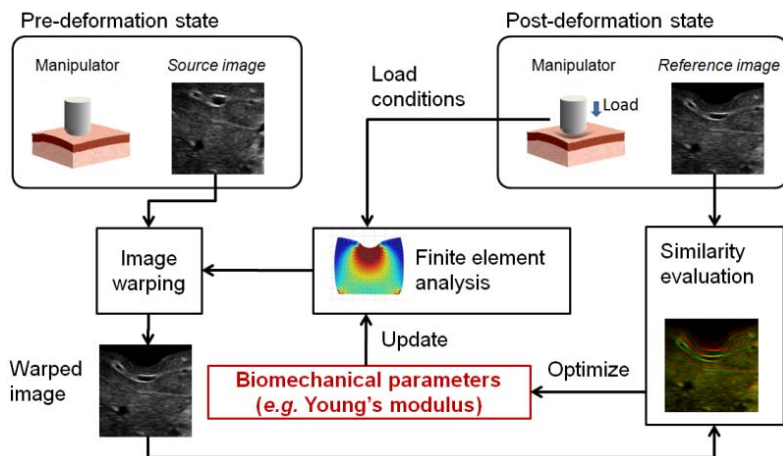 Pre-deformation state
Post-deformation state
Manipulator
Source image
Load
conditions
Manipulator
Reference image
Load
Image
warping
Finite element
analysis
Similarity
evaluation
Update
Warped
image
Biomechanical parameters
(e.g. Young's modulus)
Optimize